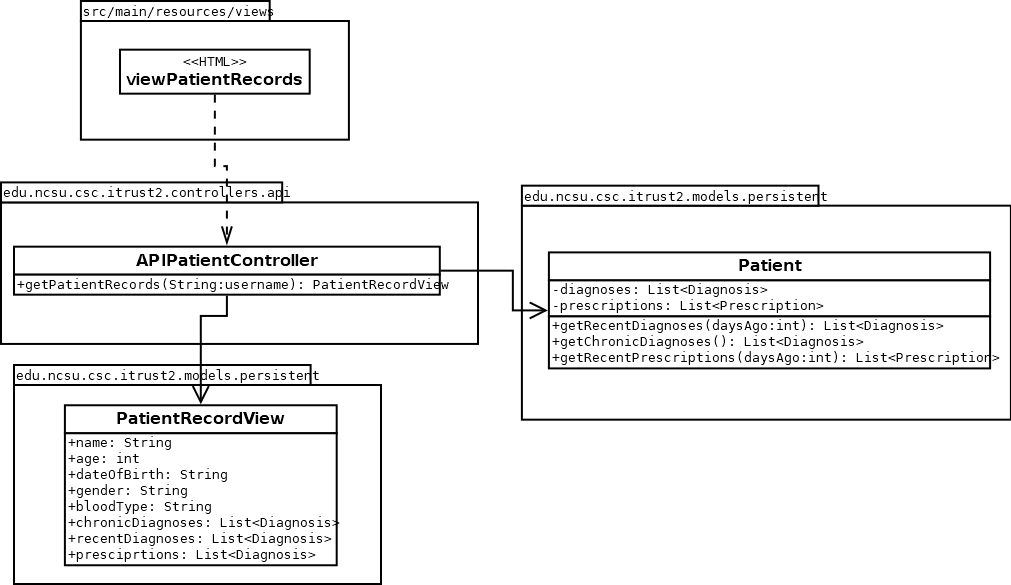 src/main/resources/views
<<HTML>>
viewPatientRecords
edu.ncsu.csc.itrust2.controllers.api
APIPatientController
+getPatientRecords(String:username): PatientRecordView
edu.ncsu.csc.itrust2.models.persistent
Patient
-diagnoses: List<Diagnosis>
-prescriptions: List<Prescription>
+getRecentDiagnoses(daysAgo:int): List<Diagnosis>
+getChronicDiagnoses(): List<Diagnosis>
+getRecentPrescriptions(daysAgo:int): List<Prescription>
edu.ncsu.csc.itrust2.models.persistent
PatientRecordView
+name: String
+age: int
+dateOfBirth: String
+gender: String
+bloodType: String
+chronicDiagnoses: List<Diagnosis>
+recentDiagnoses: List<Diagnosis>
+presciprtions: List<Diagnosis>